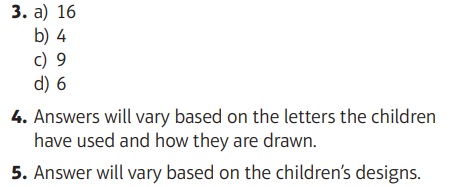 3. a) 16
b) 4
c) 9
d) 6
4. Answers will vary based on the letters the children
have used and how they are drawn.
5. Answer will vary based on the children's designs.